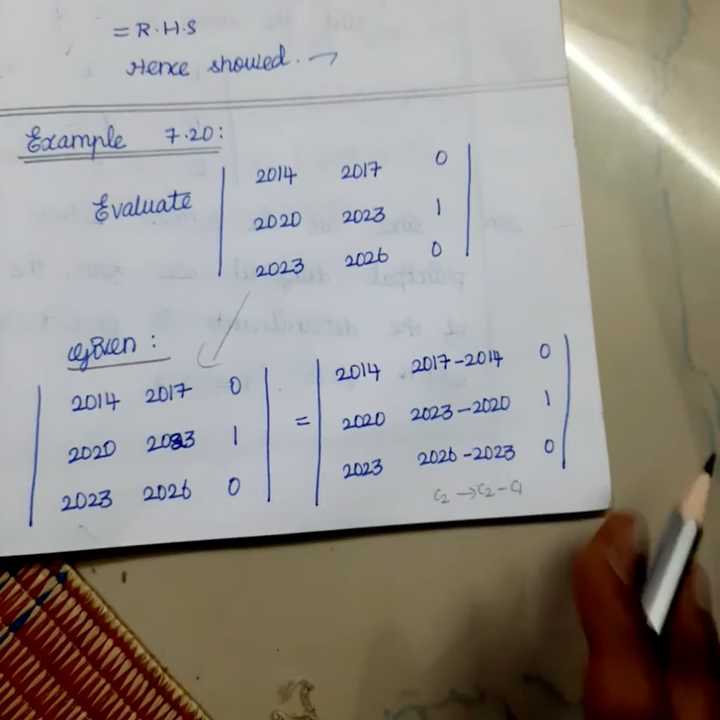 = R.H.S
Hence showed.
Example 7.20:
Evaluate
2014 2017 0
2020 2023 1
2023 2026 0
Given :
2014 2017 0
2020 2023 1
2023 2026 0
=
2014 2017-2014 0
2020 2023-2020 1
2023 2026-2023 0
C2 → C2 - C1